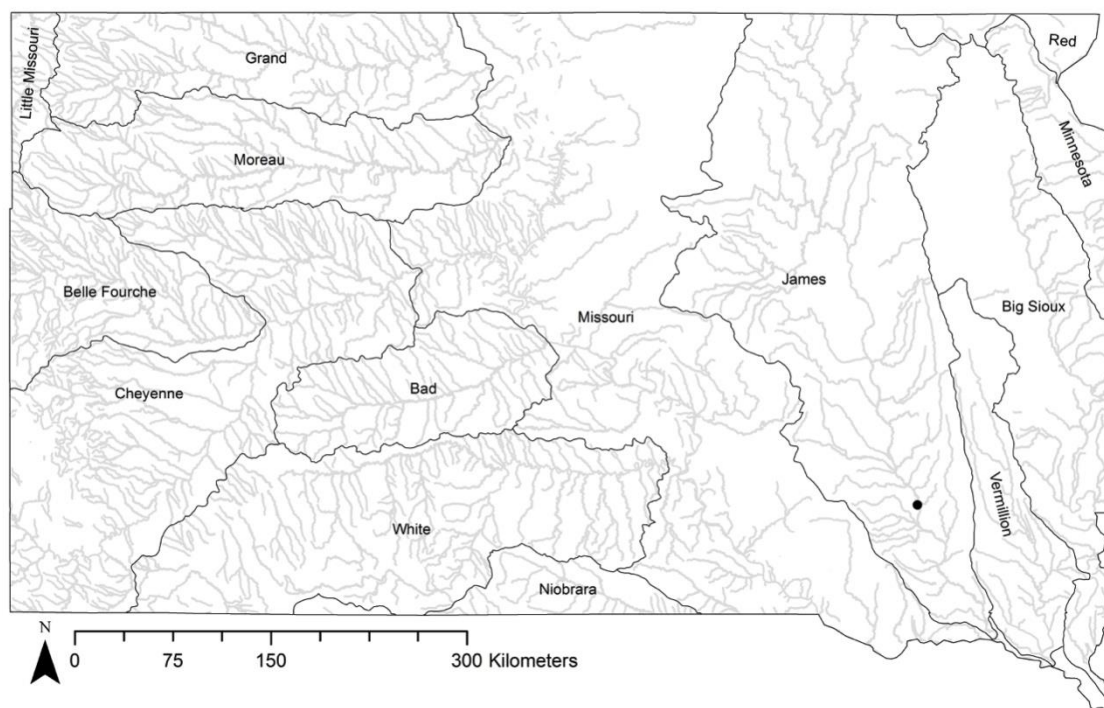 Little Missouri
Grand
Red
Moreau
Minnesota
Belle Fourche
James
Big Sioux
Missouri
Cheyenne
Bad
White
Vermillion
Niobrara
N
0 75 150 300 Kilometers